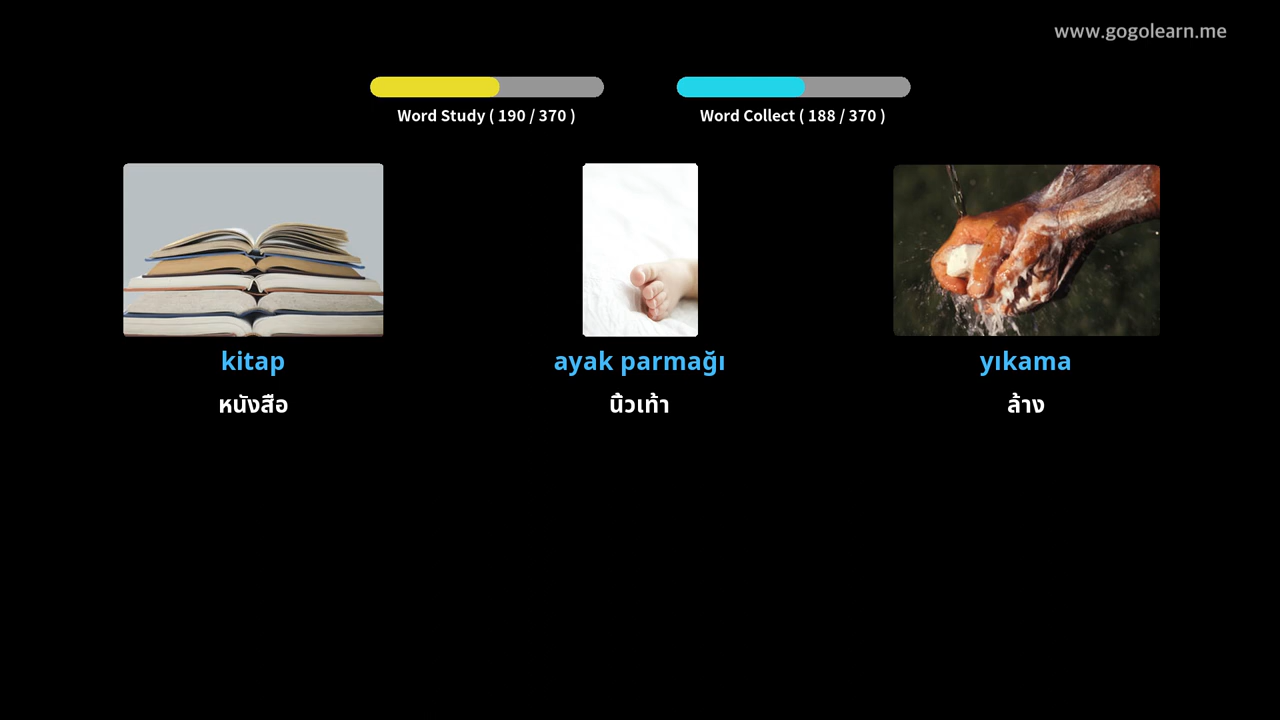 www.gogolearn.me
Word Study ( 190 / 370 )
Word Collect ( 188 / 370 )
kitap
ayak parmağı
yıkama
หนังสือ
นิ้วเท้า
ล้าง